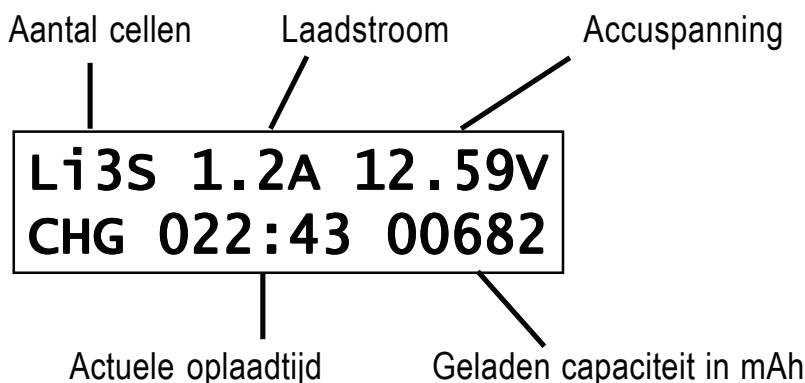 Aantal cellen Laadstroom Accuspanning
Li3S 1.2A 12.59V
CHG 022:43 00682
Actuele oplaadtijd Geladen capaciteit in mAh